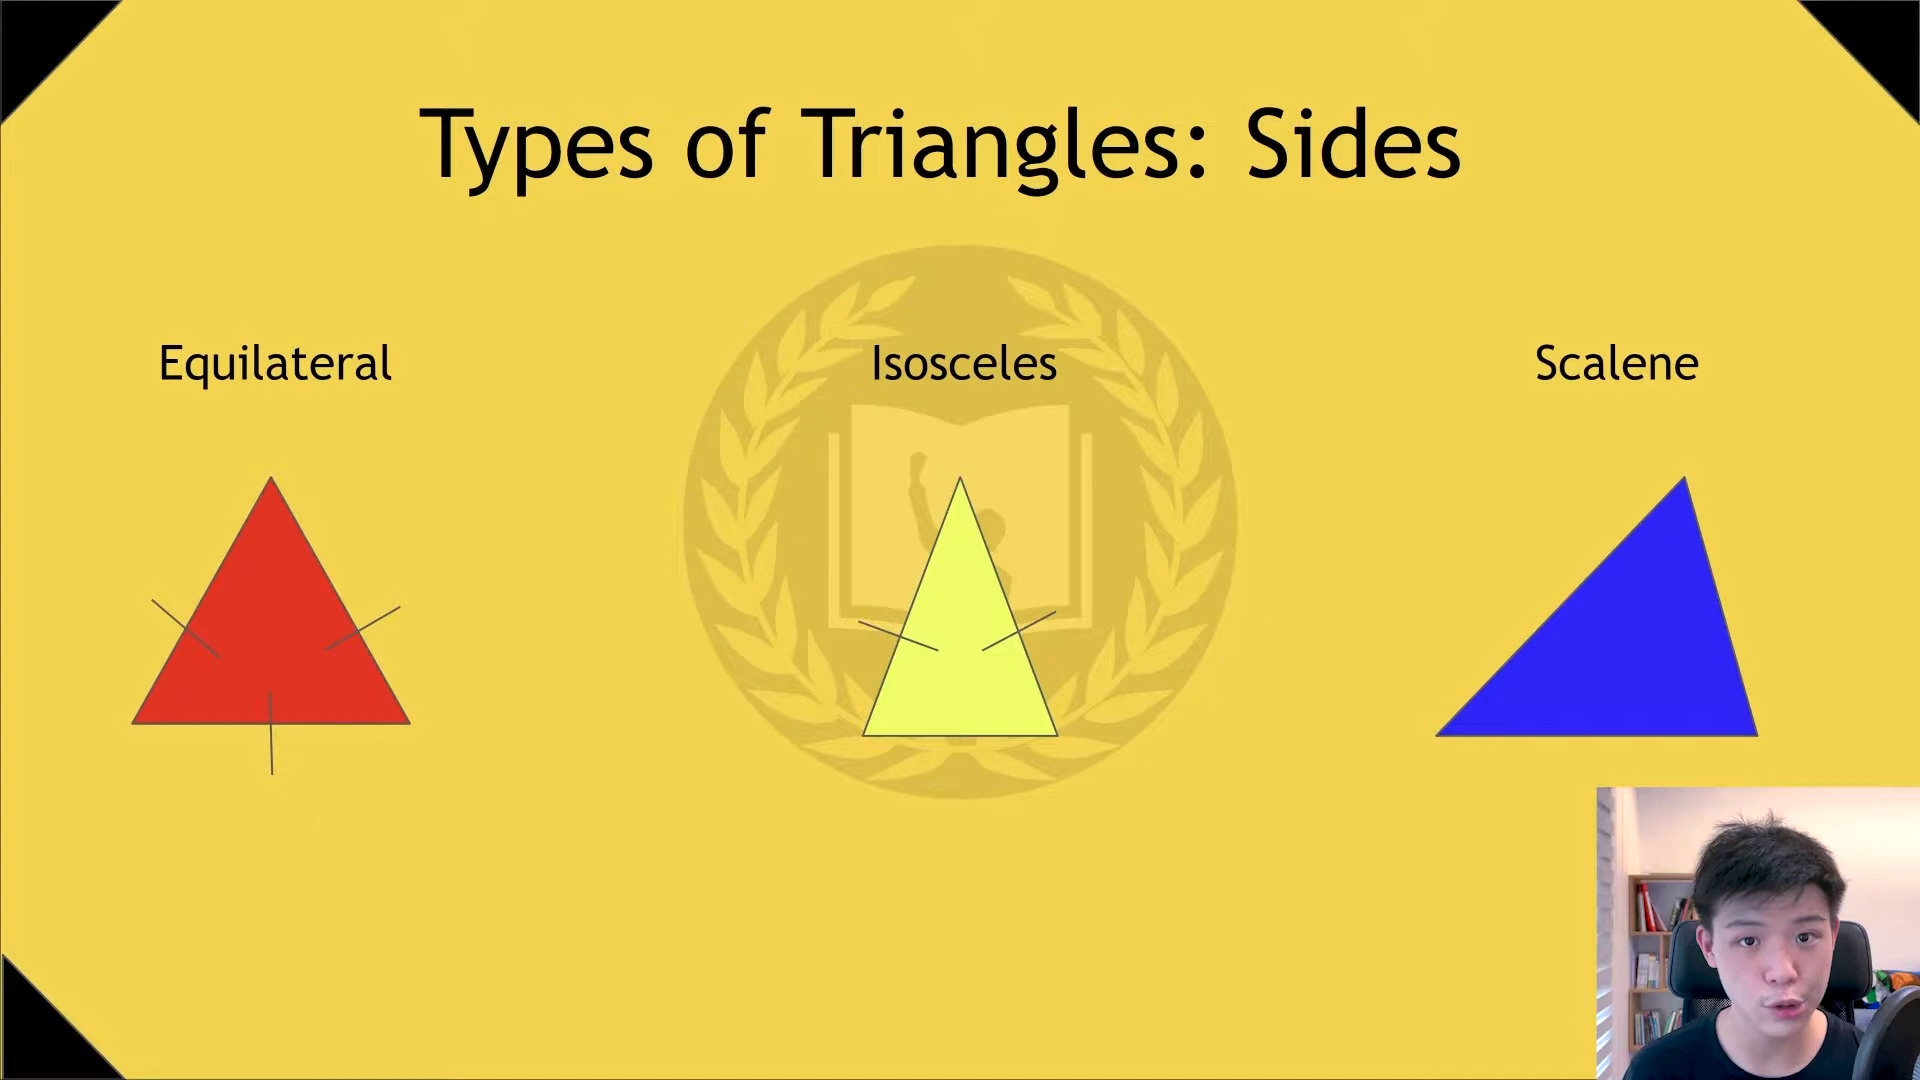 Types of Triangles: Sides
Equilateral
Isosceles
Scalene